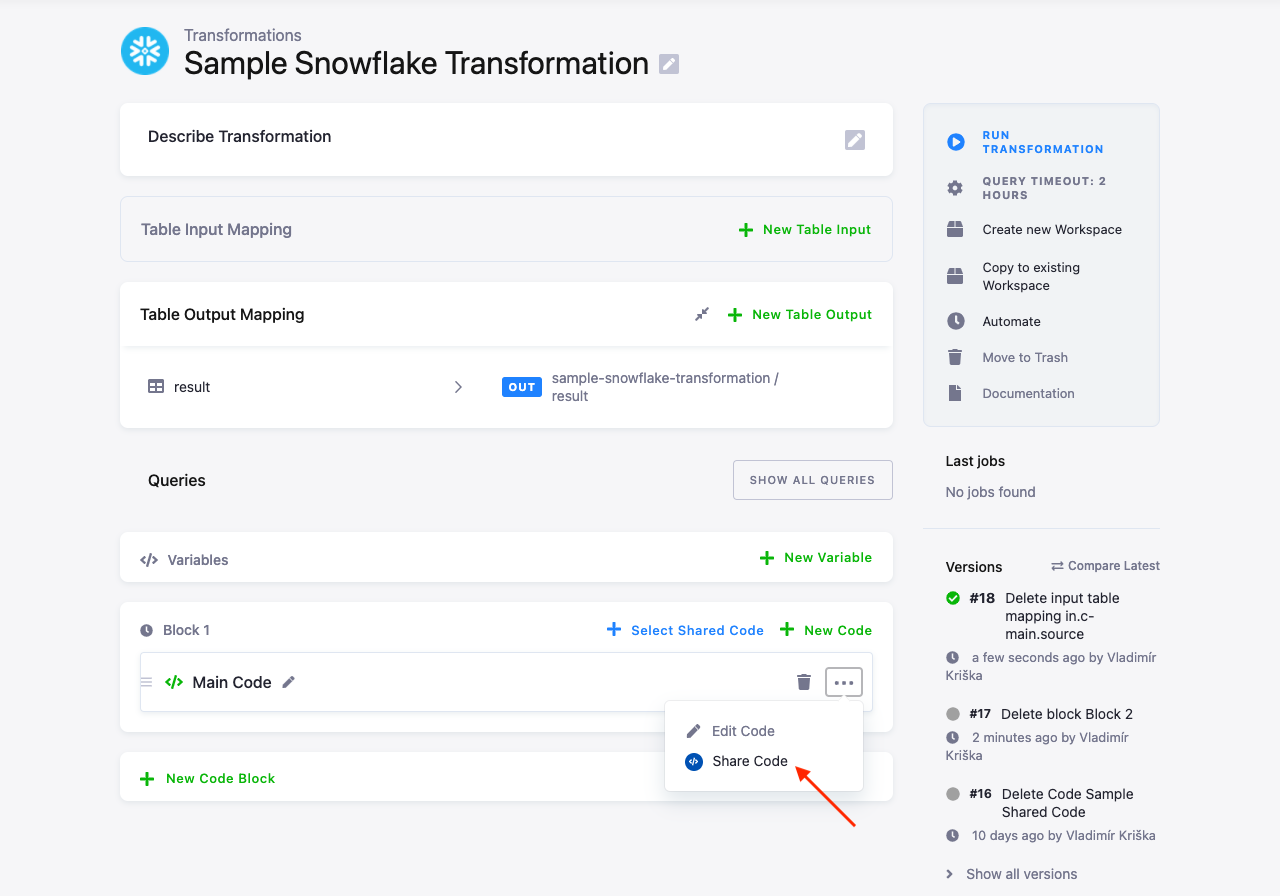 Transformations
Sample Snowflake Transformation
Describe Transformation
Table Input Mapping
New Table Input
Table Output Mapping
New Table Output
result
OUT
sample-snowflake-transformation /
result
Queries
SHOW ALL QUERIES
Variables
New Variable
Block 1
Select Shared Code
New Code
Main Code
Edit Code
Share Code
New Code Block
RUN
TRANSFORMATION
QUERY TIMEOUT: 2
HOURS
Create new Workspace
Copy to existing
Workspace
Automate
Move to Trash
Documentation
Last jobs
No jobs found
Versions
Compare Latest
#18 Delete input table
mapping in.c-
main.source
a few seconds ago by Vladimír
Kriška
#17 Delete block Block 2
2 minutes ago by Vladimír
Kriška
#16 Delete Code Sample
Shared Code
10 days ago by Vladimír Kriška
Show all versions